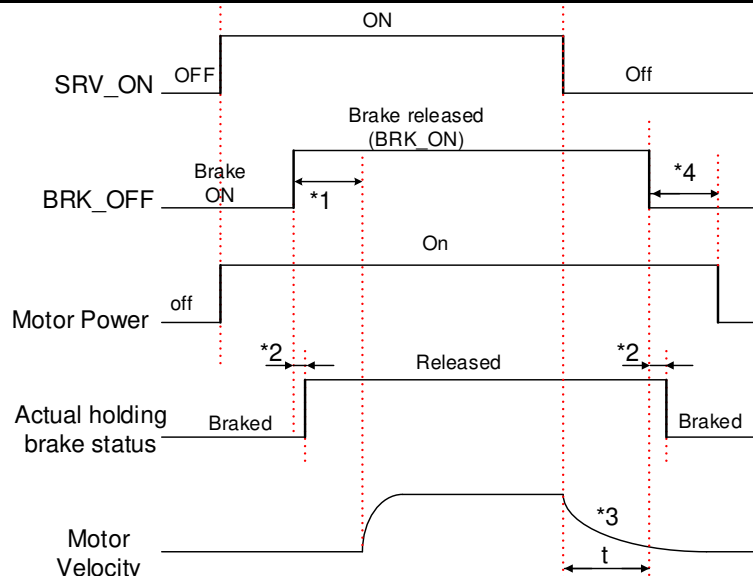 ON
OFF
Off
SRV_ON
Brake released
(BRK_ON)
Brake
ON
*1
*4
BRK_OFF
On
off
Motor Power
*2
Released
*2
Actual holding
brake status
Braked
Braked
*3
Motor
Velocity
t